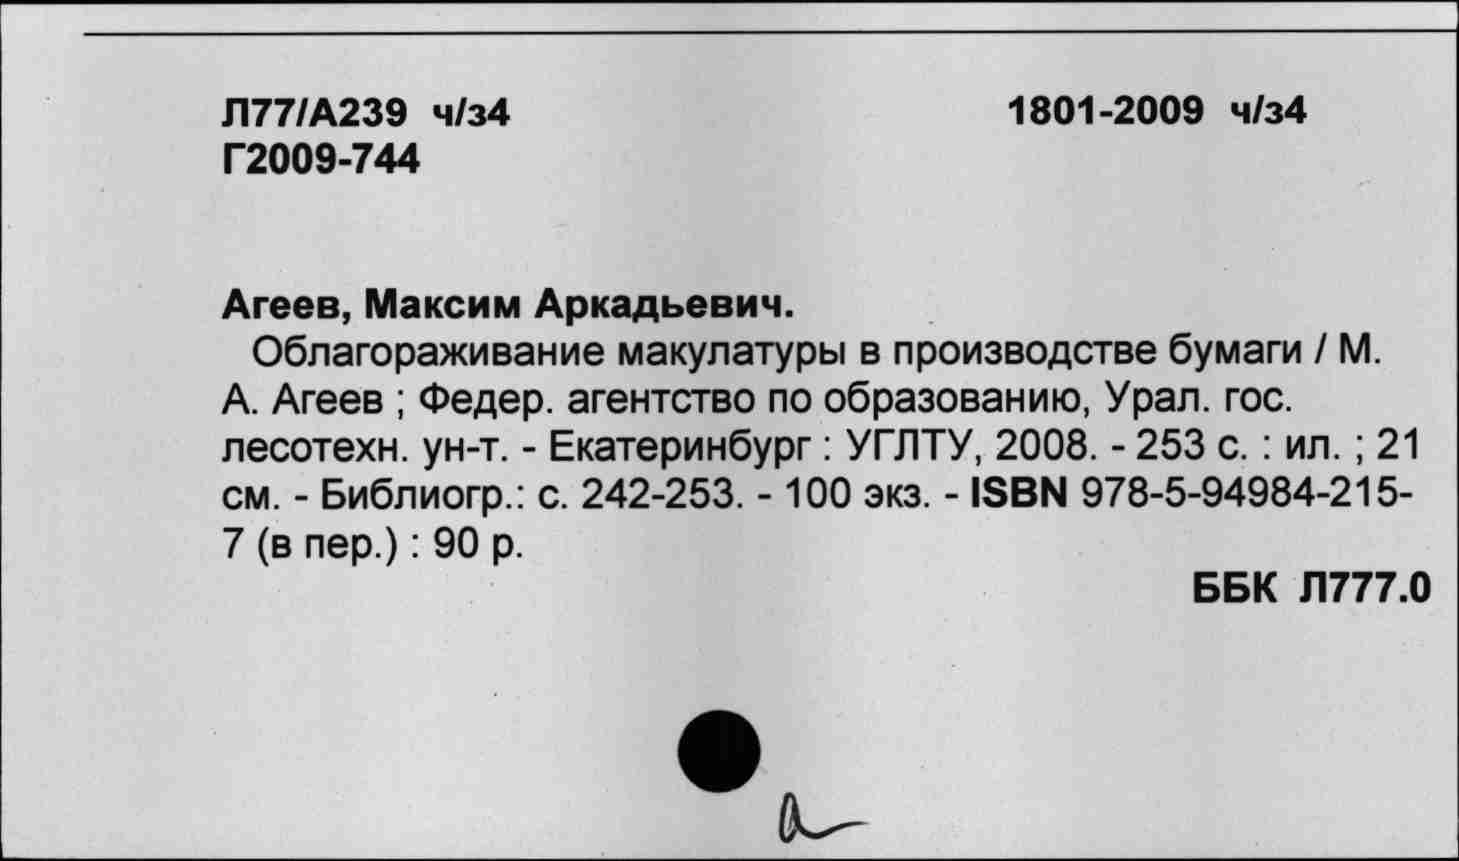 Л77/А239 ч/з4 1801-2009 ч/з4
Г2009-744
Агеев, Максим Аркадьевич.
Облагораживание макулатуры в производстве бумаги / М.
А. Агеев ; Федер. агентство по образованию, Урал. гос.
лесотехн. ун-т. - Екатеринбург : УГЛТУ, 2008. - 253 с. : ил. ; 21
см. - Библиогр.: с. 242-253. - 100 экз. - ISBN 978-5-94984-215-
7 (в пер.) : 90 р.
ББК Л777.0